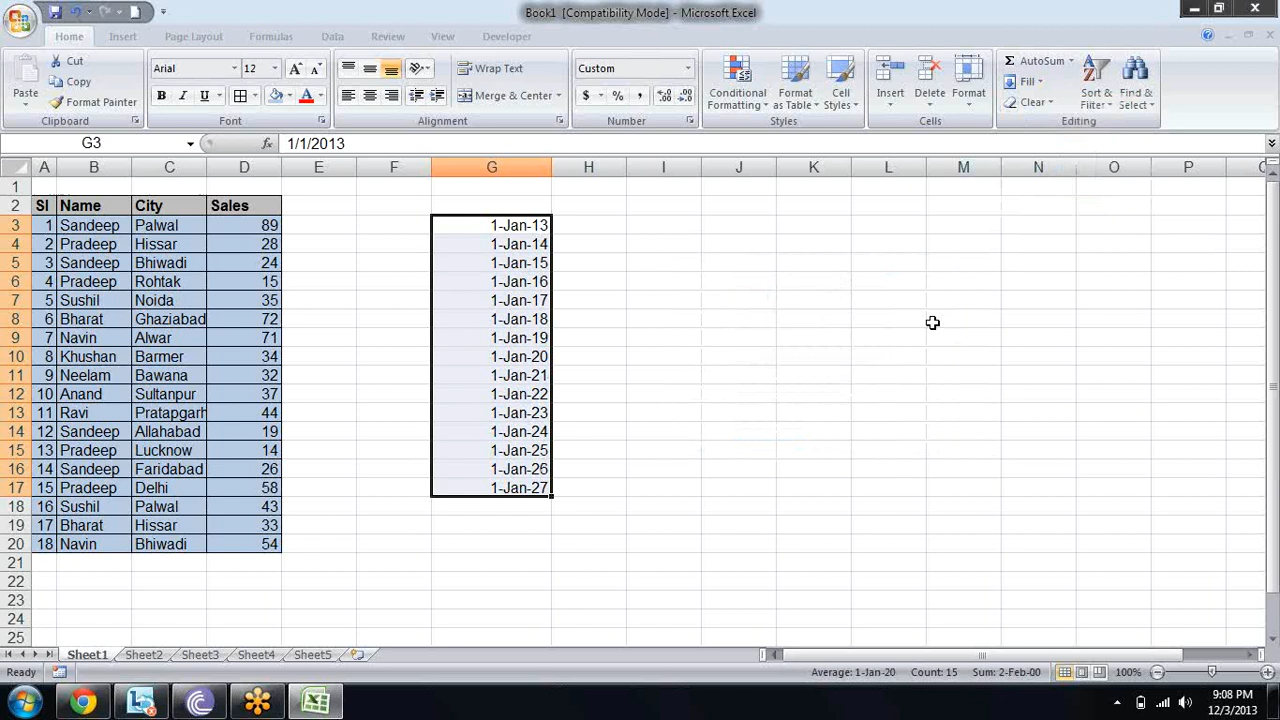 Book1 [Compatibility Mode] - Microsoft Excel
Home Insert Page Layout Formulas Data Review View Developer
Paste Cut Copy Format Painter Clipboard
Arial 12 Font
Wrap Text Merge & Center Alignment
Custom Number
Conditional Formatting Format as Table Cell Styles Styles
Insert Delete Format Cells
AutoSum Fill Clear Sort & Filter Find & Select Editing
G3 fx 1/1/2013
A B C D E F G H I J K L M N O P
1
2 Sl Name City Sales
3 1 Sandeep Palwal 89 1-Jan-13
4 2 Pradeep Hissar 28 1-Jan-14
5 3 Sandeep Bhiwadi 24 1-Jan-15
6 4 Pradeep Rohtak 15 1-Jan-16
7 5 Sushil Noida 35 1-Jan-17
8 6 Bharat Ghaziabad 72 1-Jan-18
9 7 Navin Alwar 71 1-Jan-19
10 8 Khushan Barmer 34 1-Jan-20
11 9 Neelam Bawana 32 1-Jan-21
12 10 Anand Sultanpur 37 1-Jan-22
13 11 Ravi Pratapgarh 44 1-Jan-23
14 12 Sandeep Allahabad 19 1-Jan-24
15 13 Pradeep Lucknow 14 1-Jan-25
16 14 Sandeep Faridabad 26 1-Jan-26
17 15 Pradeep Delhi 58 1-Jan-27
18 16 Sushil Palwal 43
19 17 Bharat Hissar 33
20 18 Navin Bhiwadi 54
21
22
23
24
25
Sheet1 Sheet2 Sheet3 Sheet4 Sheet5
Ready Average: 1-Jan-20 Count: 15 Sum: 2-Feb-00 100%
9:08 PM
12/3/2013